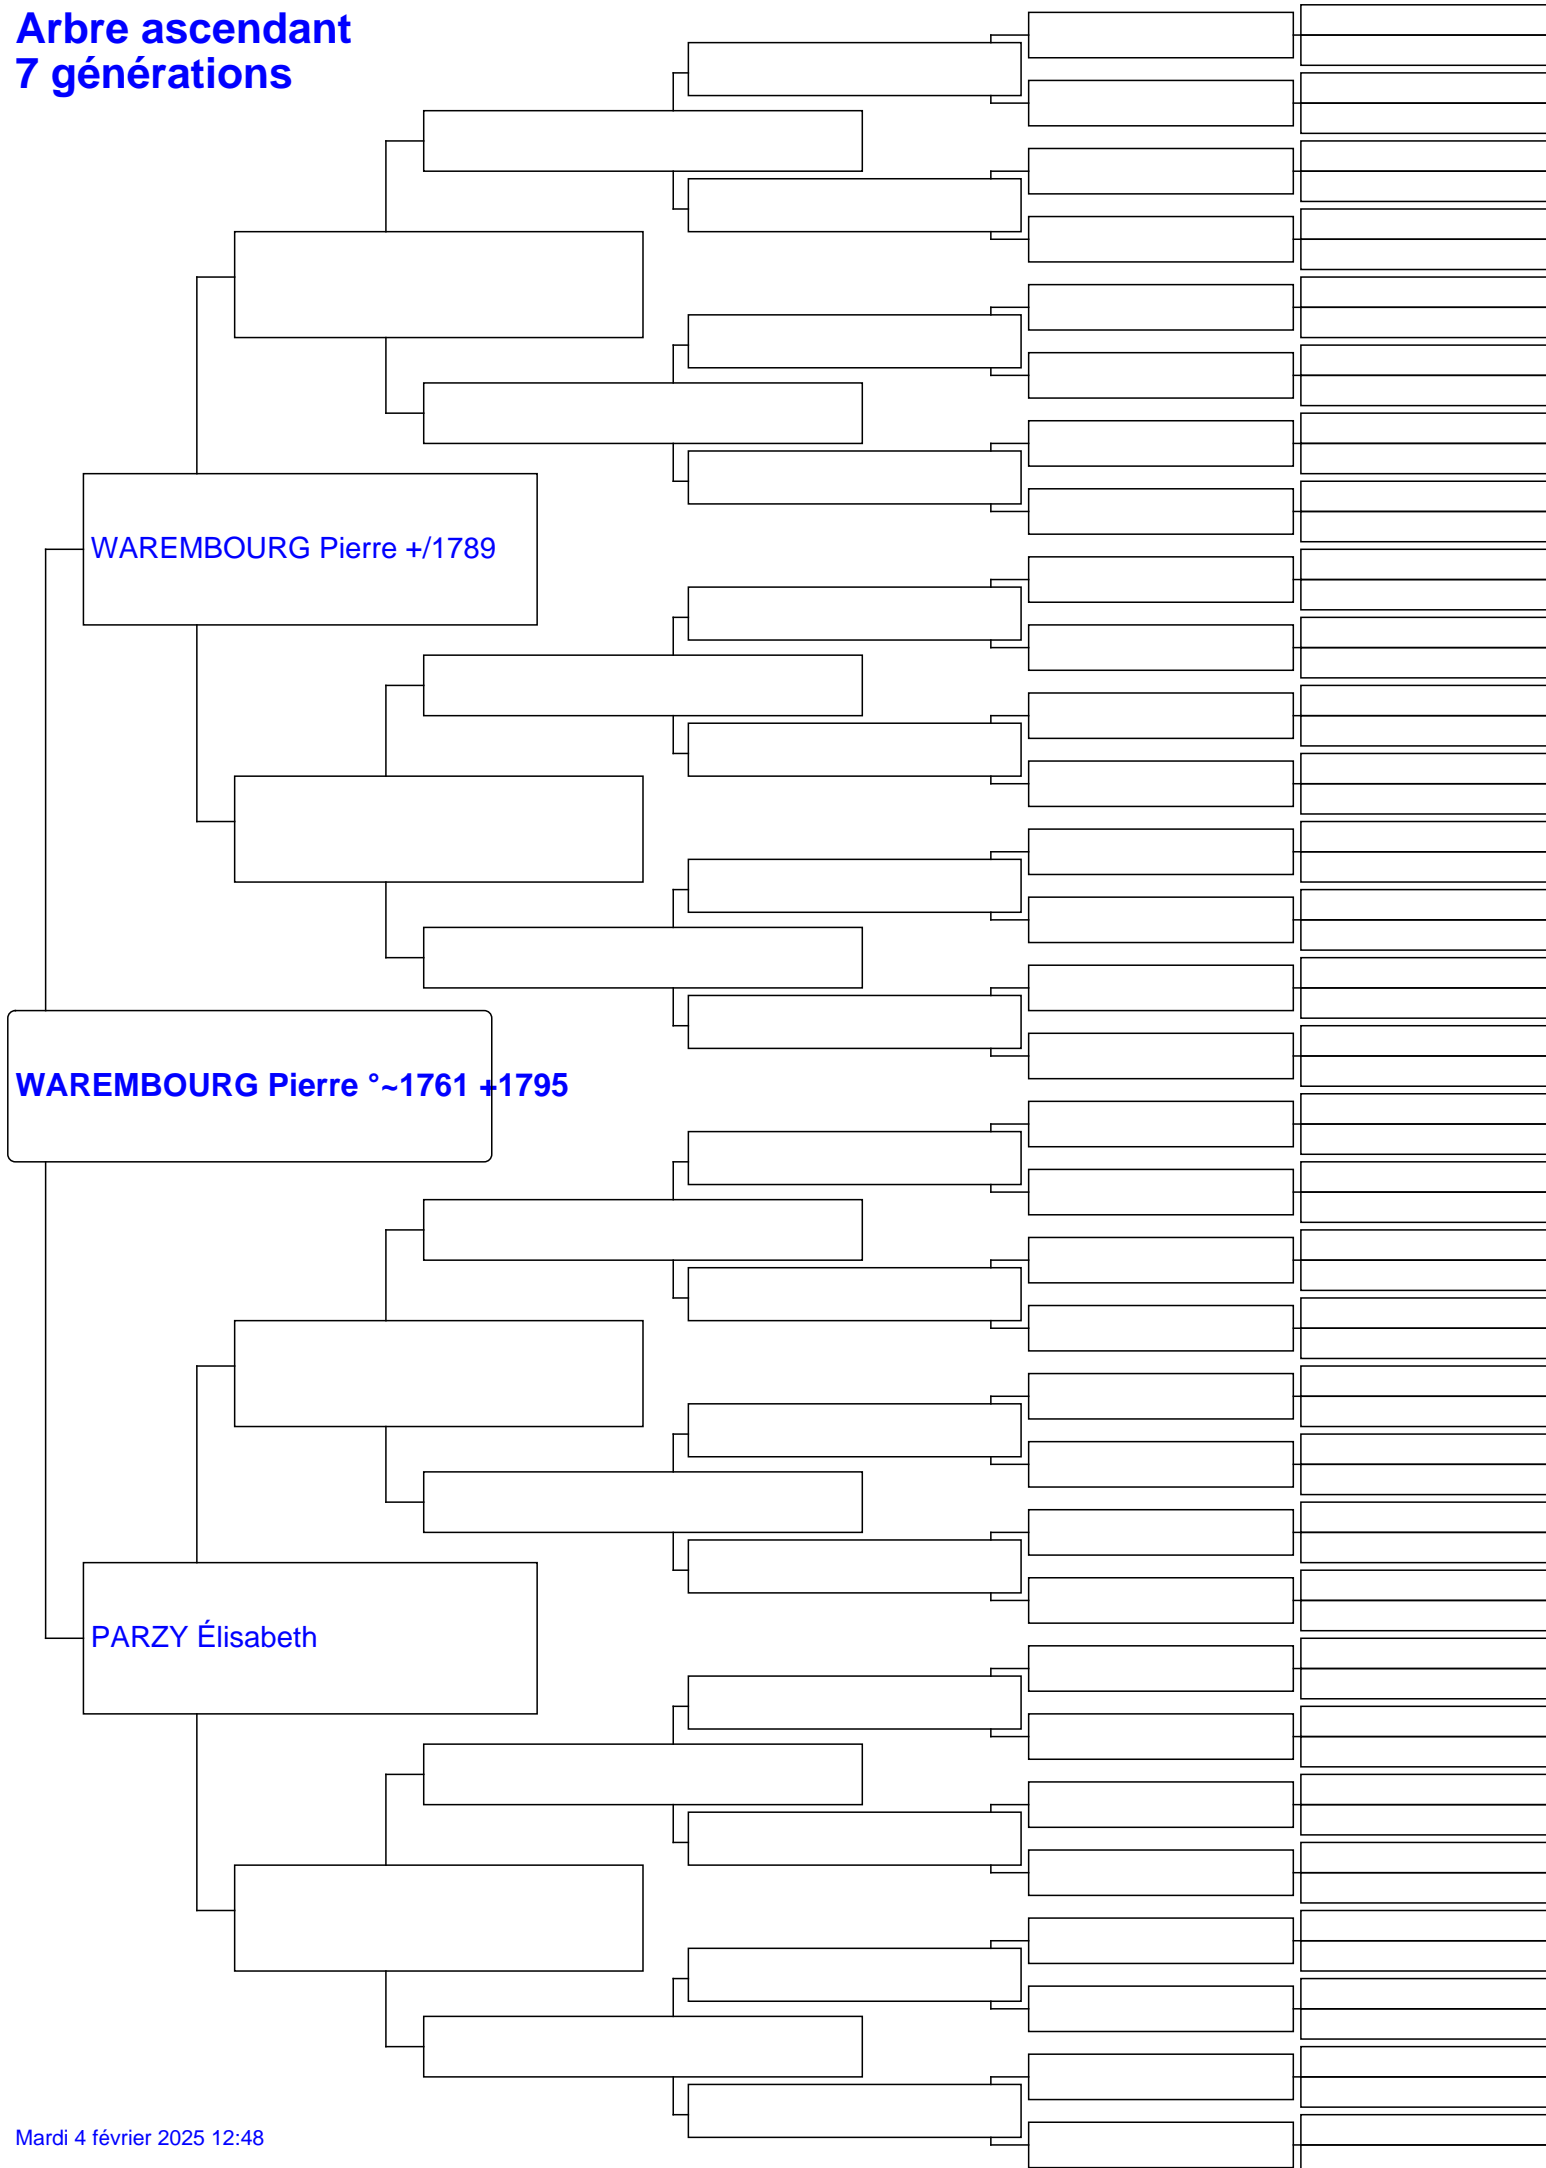 Arbre ascendant
7 générations
WAREMBOURG Pierre +/1789
WAREMBOURG Pierre °~1761 +1795
PARZY Élisabeth
Mardi 4 février 2025 12:48